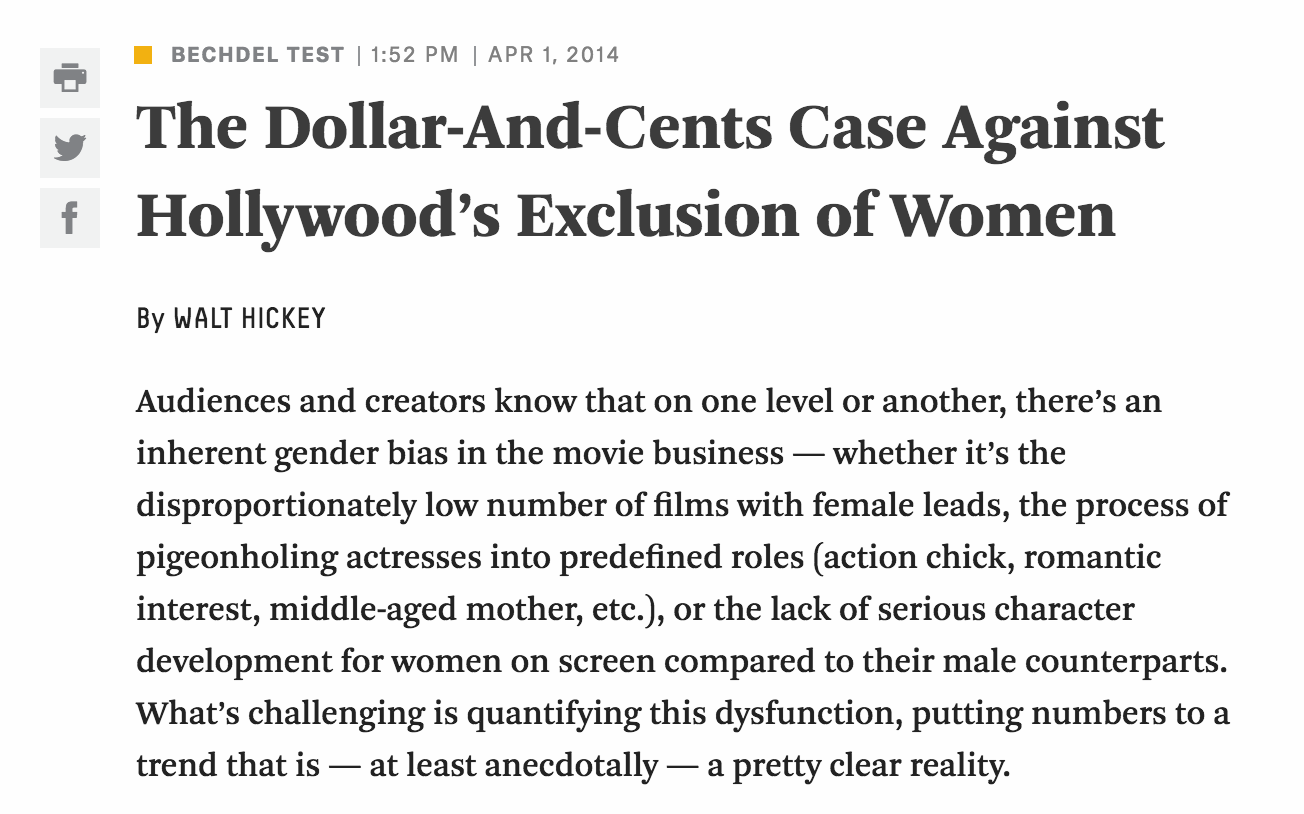 BECHDEL TEST | 1:52 PM | APR 1, 2014
The Dollar-And-Cents Case Against
Hollywood’s Exclusion of Women
By WALT HICKEY
Audiences and creators know that on one level or another, there’s an
inherent gender bias in the movie business — whether it’s the
disproportionately low number of films with female leads, the process of
pigeonholing actresses into predefined roles (action chick, romantic
interest, middle-aged mother, etc.), or the lack of serious character
development for women on screen compared to their male counterparts.
What’s challenging is quantifying this dysfunction, putting numbers to a
trend that is — at least anecdotally — a pretty clear reality.